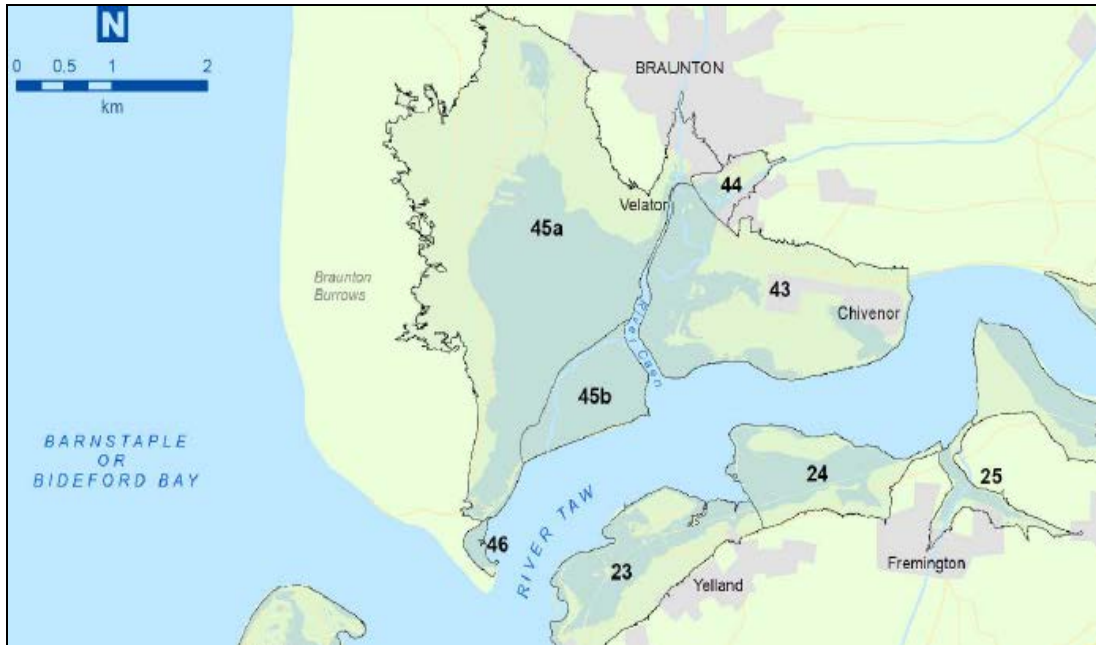 N
0 0.5 1 2
km
BRAUNTON
44
Velator
45a
Braunton
Burrows
43
Chivenor
River Caen
45b
BARNSTAPLE
OR
BIDEFORD BAY
24
25
RIVER TAW
46
23
Yelland
Fremington